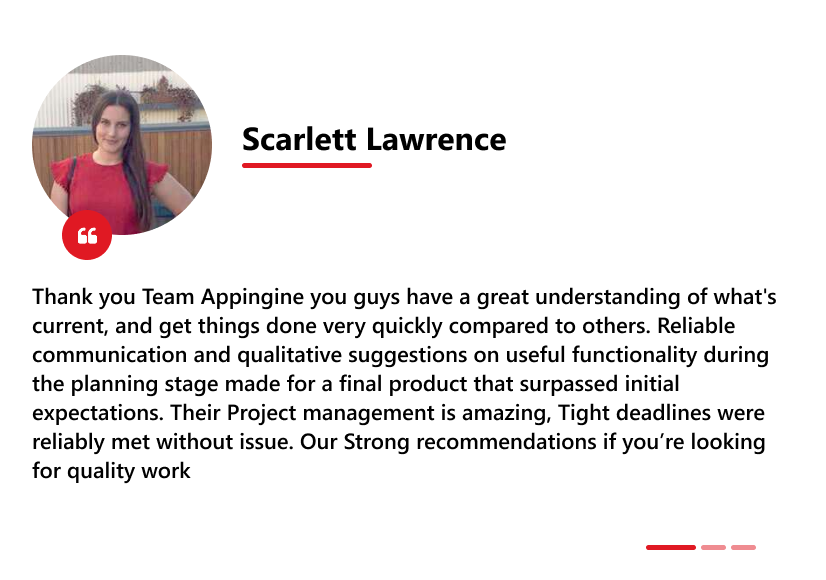 Scarlett Lawrence
Thank you Team Appingine you guys have a great understanding of what's
current, and get things done very quickly compared to others. Reliable
communication and qualitative suggestions on useful functionality during
the planning stage made for a final product that surpassed initial
expectations. Their Project management is amazing, Tight deadlines were
reliably met without issue. Our Strong recommendations if you’re looking
for quality work